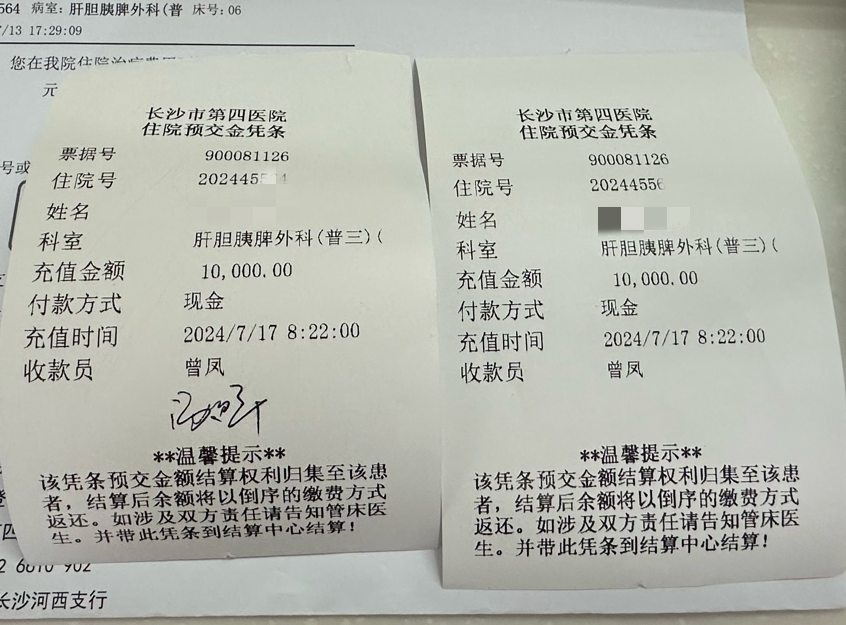 564 病室: 肝胆胰脾外科(普 床号: 06
/13 17:29:09
您在我院住院治疗费用
元
号或
长沙市第四医院
住院预交金凭条
票据号 900081126
住院号 202445
姓名
科室 肝胆胰脾外科(普三)(
充值金额 10,000.00
付款方式 现金
充值时间 2024/7/17 8:22:00
收款员 曾凤
**温馨提示**
该凭条预交金额结算权利归集至该患
者，结算后余额将以倒序的缴费方式
返还。如涉及双方责任请告知管床医
生。并带此凭条到结算中心结算!
长沙市第四医院
住院预交金凭条
票据号 900081126
住院号 20244556
姓名
科室 肝胆胰脾外科(普三)(
充值金额 10,000.00
付款方式 现金
充值时间 2024/7/17 8:22:00
收款员 曾凤
**温馨提示**
该凭条预交金额结算权利归集至该患
者，结算后余额将以倒序的缴费方式
返还。如涉及双方责任请告知管床医
生。并带此凭条到结算中心结算!
2 6010 902
长沙河西支行